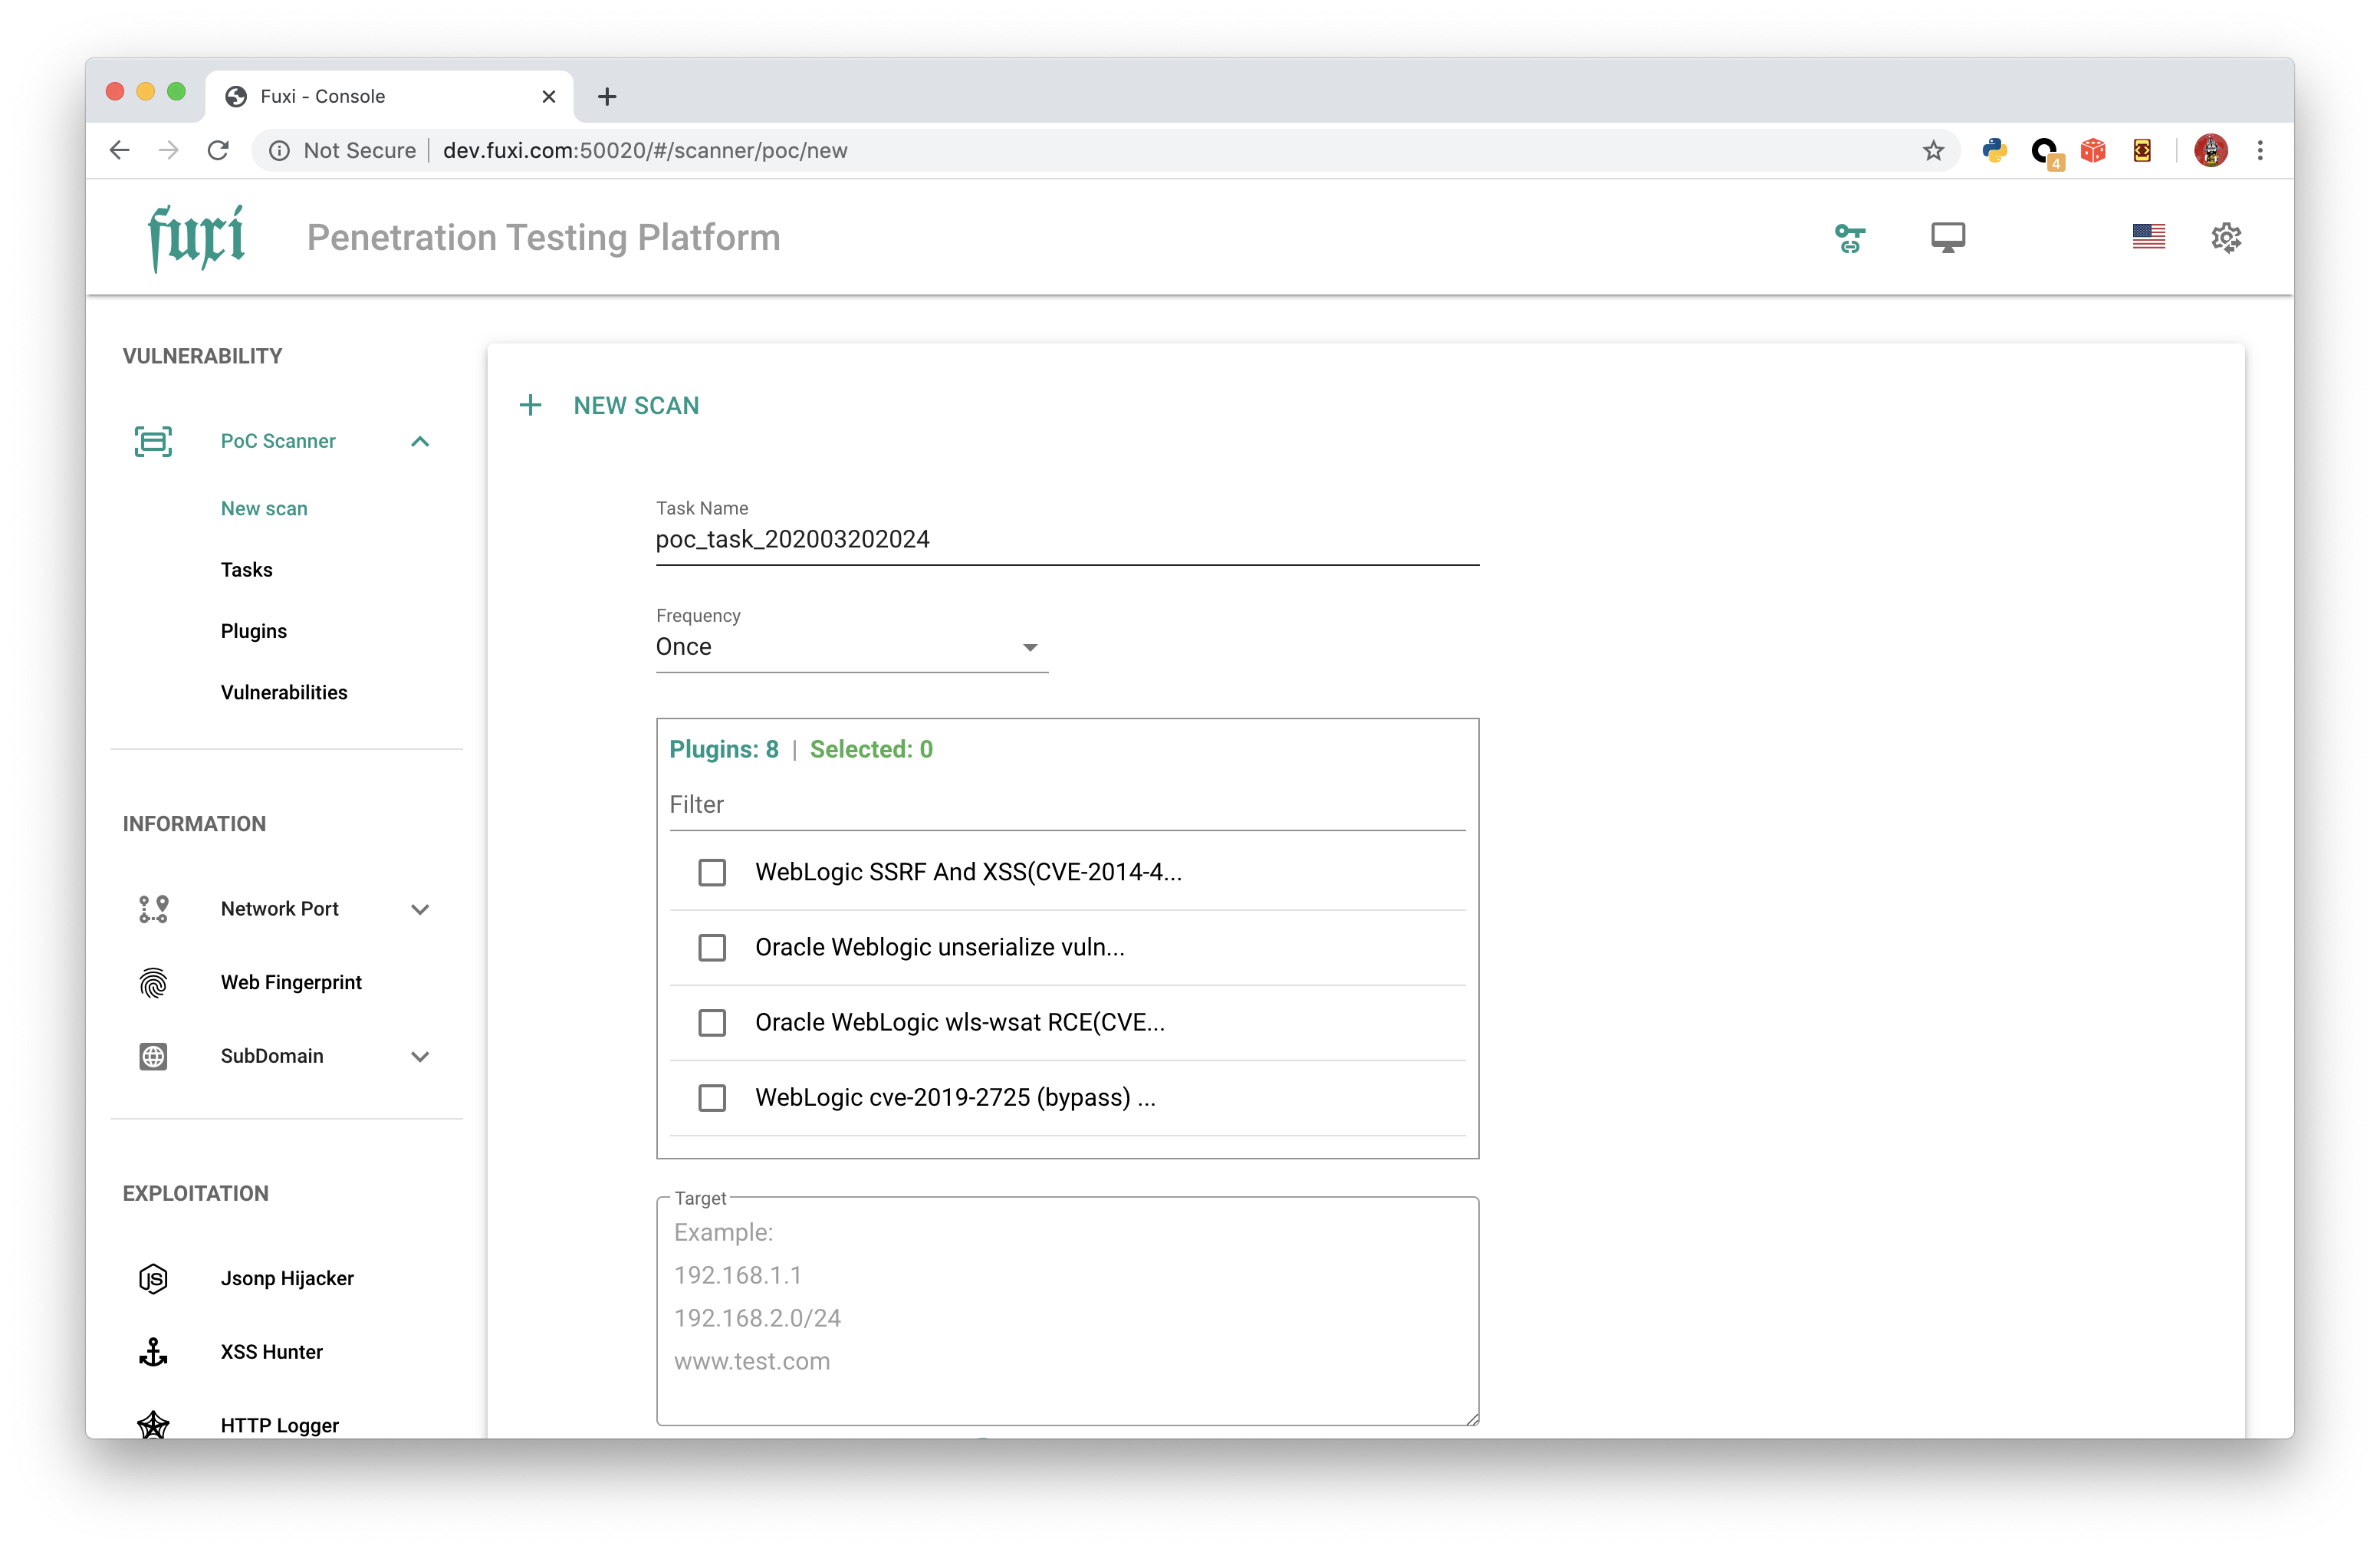 Fuxi - Console
Not Secure | dev.fuxi.com:50020/#/scanner/poc/new
4
fuxi
Penetration Testing Platform
VULNERABILITY
PoC Scanner
New scan
Tasks
Plugins
Vulnerabilities
INFORMATION
Network Port
Web Fingerprint
SubDomain
EXPLOITATION
JS
Jsonp Hijacker
XSS Hunter
HTTP Logger
NEW SCAN
Task Name
poc_task_202003202024
Frequency
Once
Plugins: 8 | Selected: 0
Filter
WebLogic SSRF And XSS(CVE-2014-4...
Oracle Weblogic unserialize vuln...
Oracle WebLogic wls-wsat RCE(CVE...
WebLogic cve-2019-2725 (bypass) ...
Target
Example:
192.168.1.1
192.168.2.0/24
www.test.com